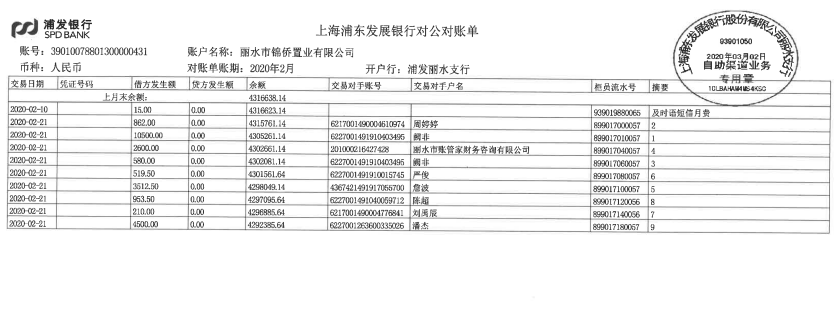 浦发银行
SPD BANK
上海浦东发展银行对公对账单
账号：39010078801300000431 账户名：丽水市锦侨置业有限公司
币种：人民币 对账单账期：2020年2月 开户行：浦发丽水支行
上海浦东发展银行股份有限公司丽水支行
93901050
2020年03月02日
自助渠道业务
专用章
交易日期 凭证号码 借方发生额 贷方发生额 余额 交易对手账号 交易对手户名 柜员流水号 摘要
上月末余额： 4316638.14
2020-02-10 15.00 0.00 4316623.14 939019880065 及时语短信月费
2020-02-21 862.00 0.00 4315761.14 6217001490004610974 周婷婷 899017000057 2
2020-02-21 10500.00 0.00 4305261.14 6227001491910403495 阙非 899017010057 1
2020-02-21 2600.00 0.00 4302661.14 201000216427428 丽水市账管家财务咨询有限公司 899017040057 4
2020-02-21 580.00 0.00 4302081.14 6227001491910403495 阙非 899017060057 3
2020-02-21 519.50 0.00 4301561.64 6227001491910015745 严俊 899017080057 6
2020-02-21 3512.50 0.00 4298049.14 4367421491917055700 詹波 899017100057 5
2020-02-21 953.50 0.00 4297095.64 6227001491040059712 陈超 899017120056 8
2020-02-21 210.00 0.00 4296885.64 6217001490004776841 刘禹辰 899017140056 7
2020-02-21 4500.00 0.00 4292385.64 6227001263600335026 潘杰 899017180057 9